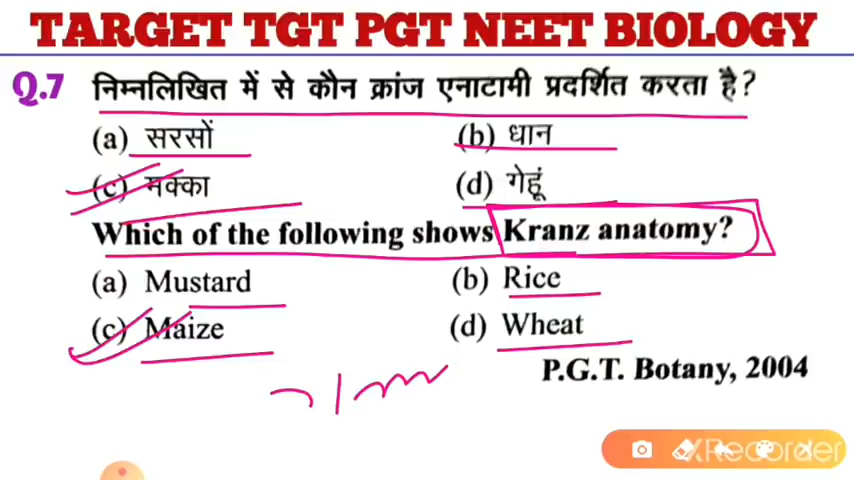 TARGET TGT PGT NEET BIOLOGY
Q.7 निम्नलिखित में से कौन क्रांज एनाटामी प्रदर्शित करता है?
(a) सरसों (b) धान
(c) मक्का (d) गेहूं
Which of the following shows Kranz anatomy?
(a) Mustard (b) Rice
(c) Maize (d) Wheat
P.G.T. Botany, 2004
XRecorder